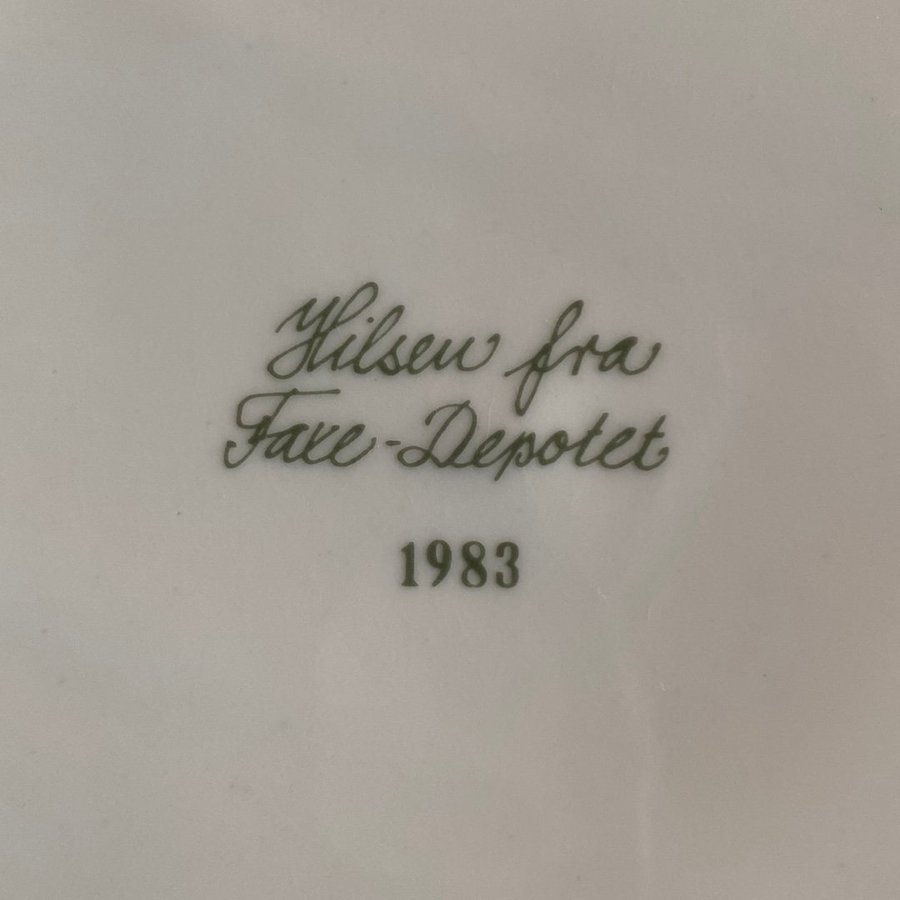 Hilsen fra
Faxe-Depotet
1983